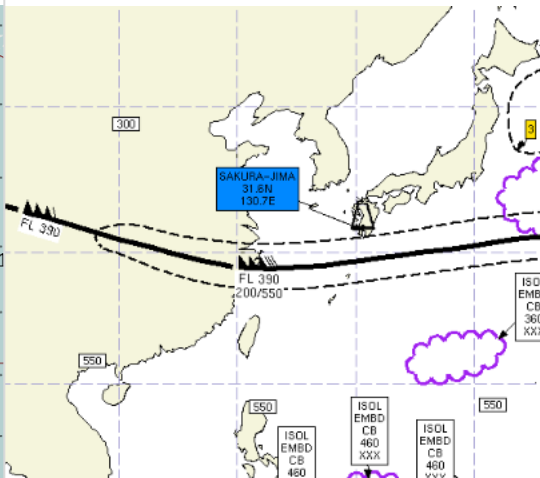 300
3
SAKURA-JIMA
31.6N
130.7E
FL 390
FL 390
200/550
ISOL
EMBD
CB
360
XXX
550
550
550
ISOL
EMBD
CB
460
ISOL
EMBD
CB
460
XXX
ISOL
EMBD
CB
460
XXX